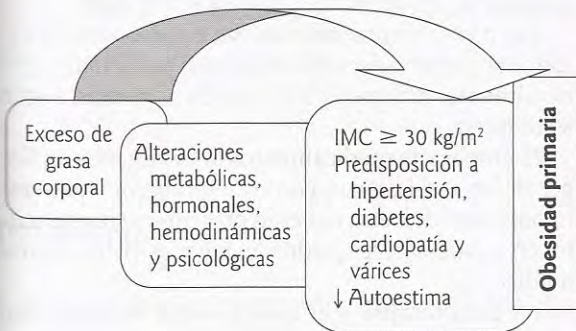 Exceso de
grasa
corporal
Alteraciones
metabólicas,
hormonales,
hemodinámicas
y psicológicas
IMC ≥ 30 kg/m²
Predisposición a
hipertensión,
diabetes,
cardiopatía y
várices
↓ Autoestima
Obesidad primaria